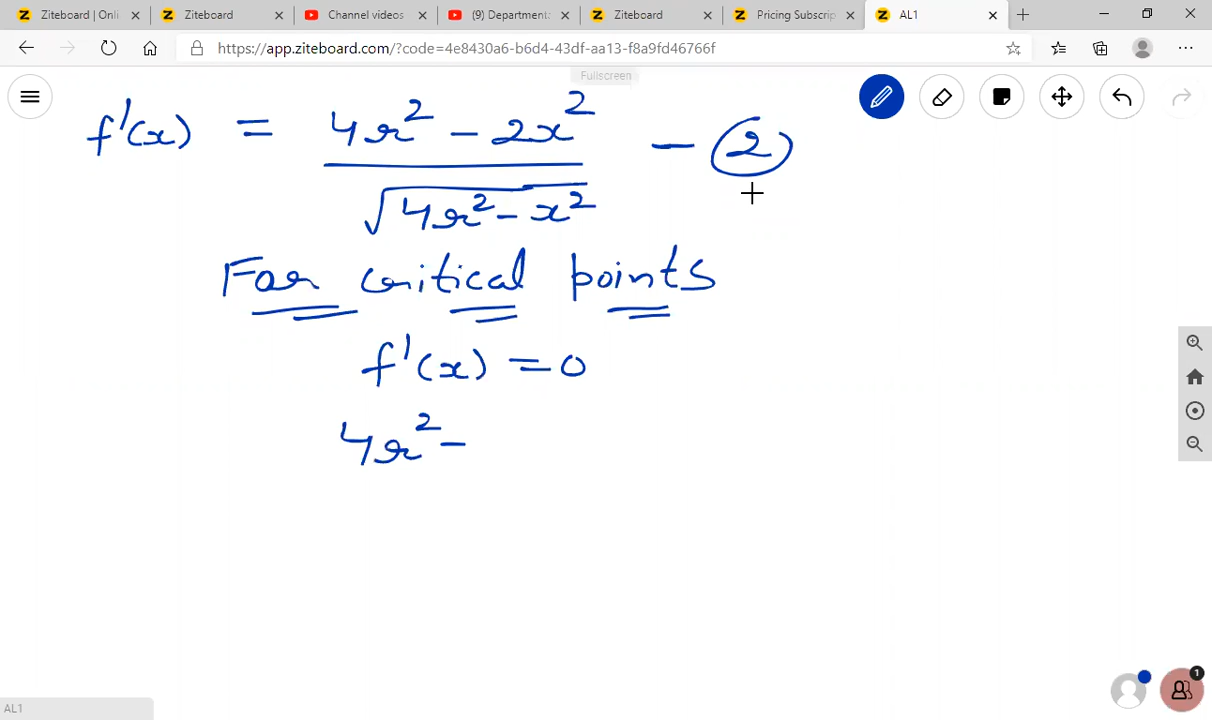 Ziteboard | Onli
Ziteboard
Channel videos
(9) Department
Ziteboard
Pricing Subscrip
AL1
https://app.ziteboard.com/?code=4e8430a6-b6d4-43df-aa13-f8a9fd46766f
Fullscreen
f'(x) = 4r² - 2x² / √4r² - x² - ②
For critical points
f'(x) = 0
4r² -
1
AL1